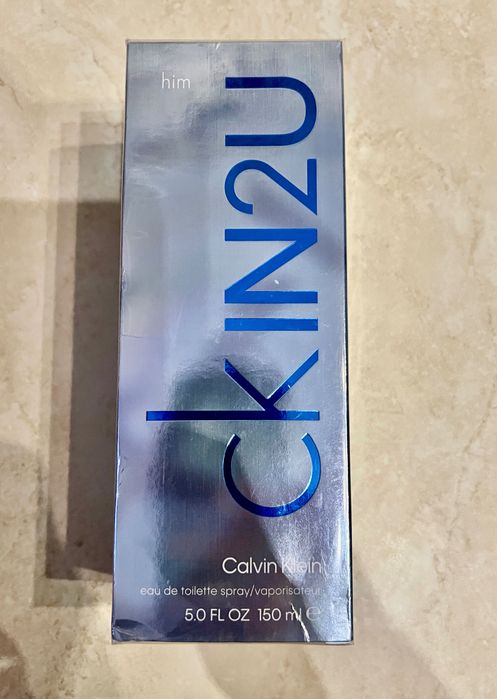 him
ckIN2U
Calvin Klein
eau de toilette spray/vaporisateur
5.0 FL OZ 150 ml ℮